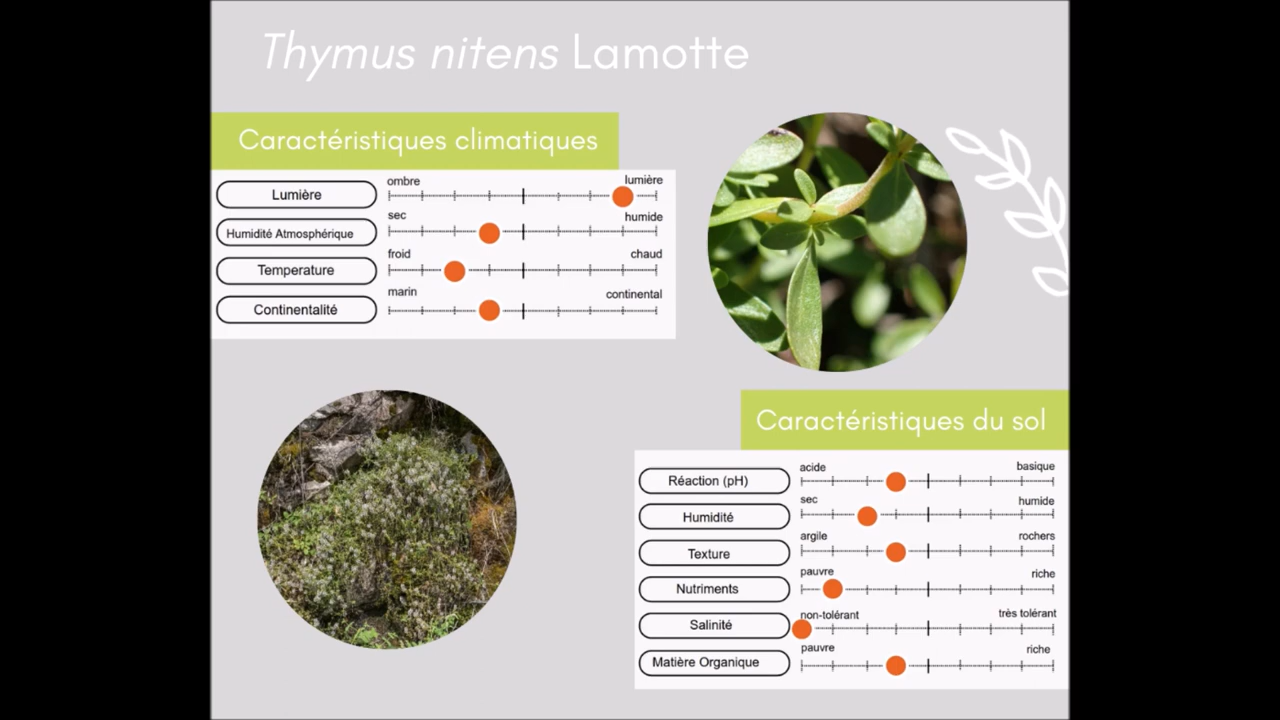 Thymus nitens Lamotte
Caractéristiques climatiques
Lumière
ombre
lumière
Humidité Atmosphérique
sec
humide
Temperature
froid
chaud
Continentalité
marin
continental
Caractéristiques du sol
Réaction (pH)
acide
basique
Humidité
sec
humide
Texture
argile
rochers
Nutriments
pauvre
riche
Salinité
non-tolérant
très tolérant
Matière Organique
pauvre
riche